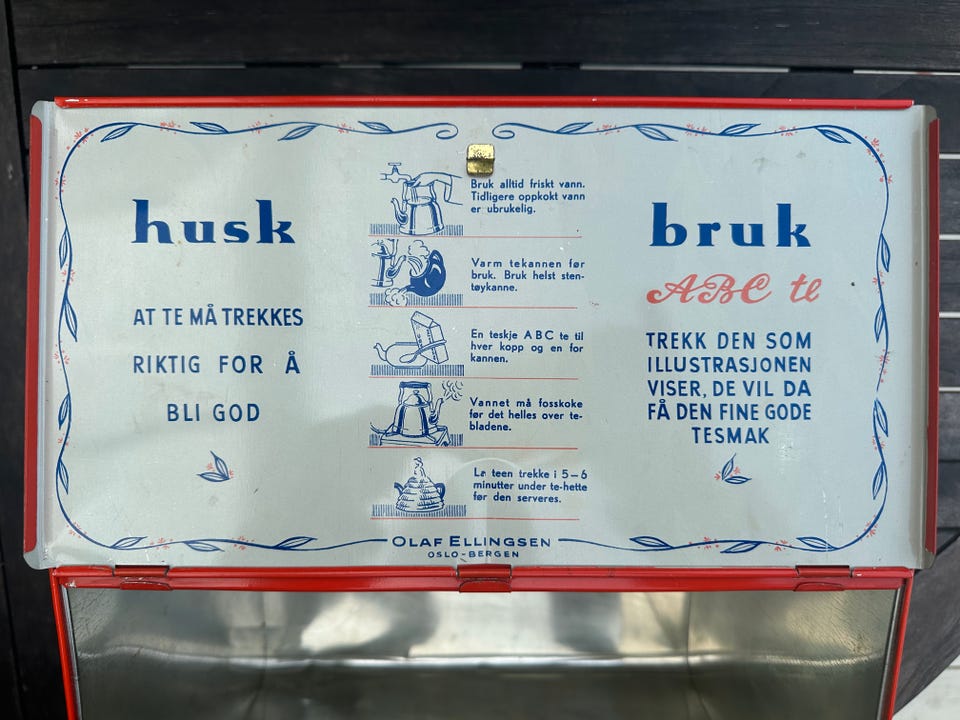 husk
AT TE MÅ TREKKES
RIKTIG FOR Å
BLI GOD
Bruk alltid friskt vann.
Tidligere oppkokt vann
er ubrukelig.
Varm tekannen før
bruk. Bruk helst sten-
tøykanne.
En teskje ABC te til
hver kopp og en for
kannen.
Vannet må fosskoke
før det helles over te-
bladene.
La teen trekke i 5–6
minutter under te-hette
før den serveres.
bruk
ABC te
TREKK DEN SOM
ILLUSTRASJONEN
VISER, DE VIL DA
FÅ DEN FINE GODE
TESMAK
OLAF ELLINGSEN
OSLO-BERGEN